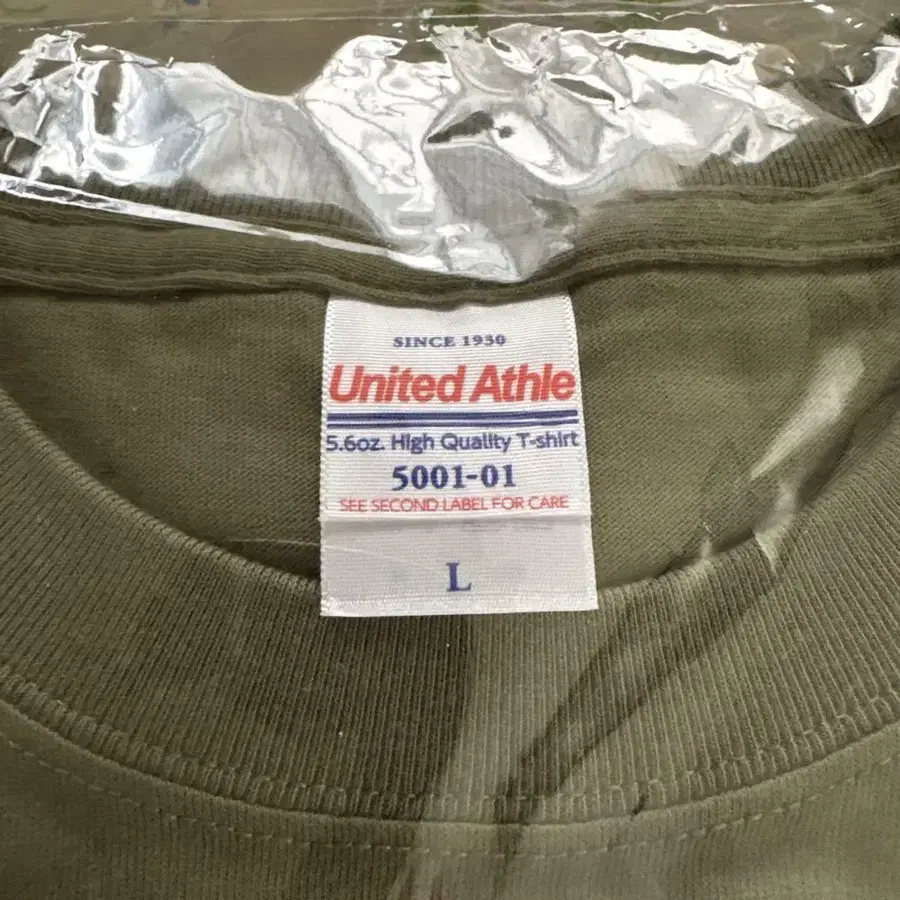 SINCE 1930
United Athle
5.6oz. High Quality T-shirt
5001-01
SEE SECOND LABEL FOR CARE
L